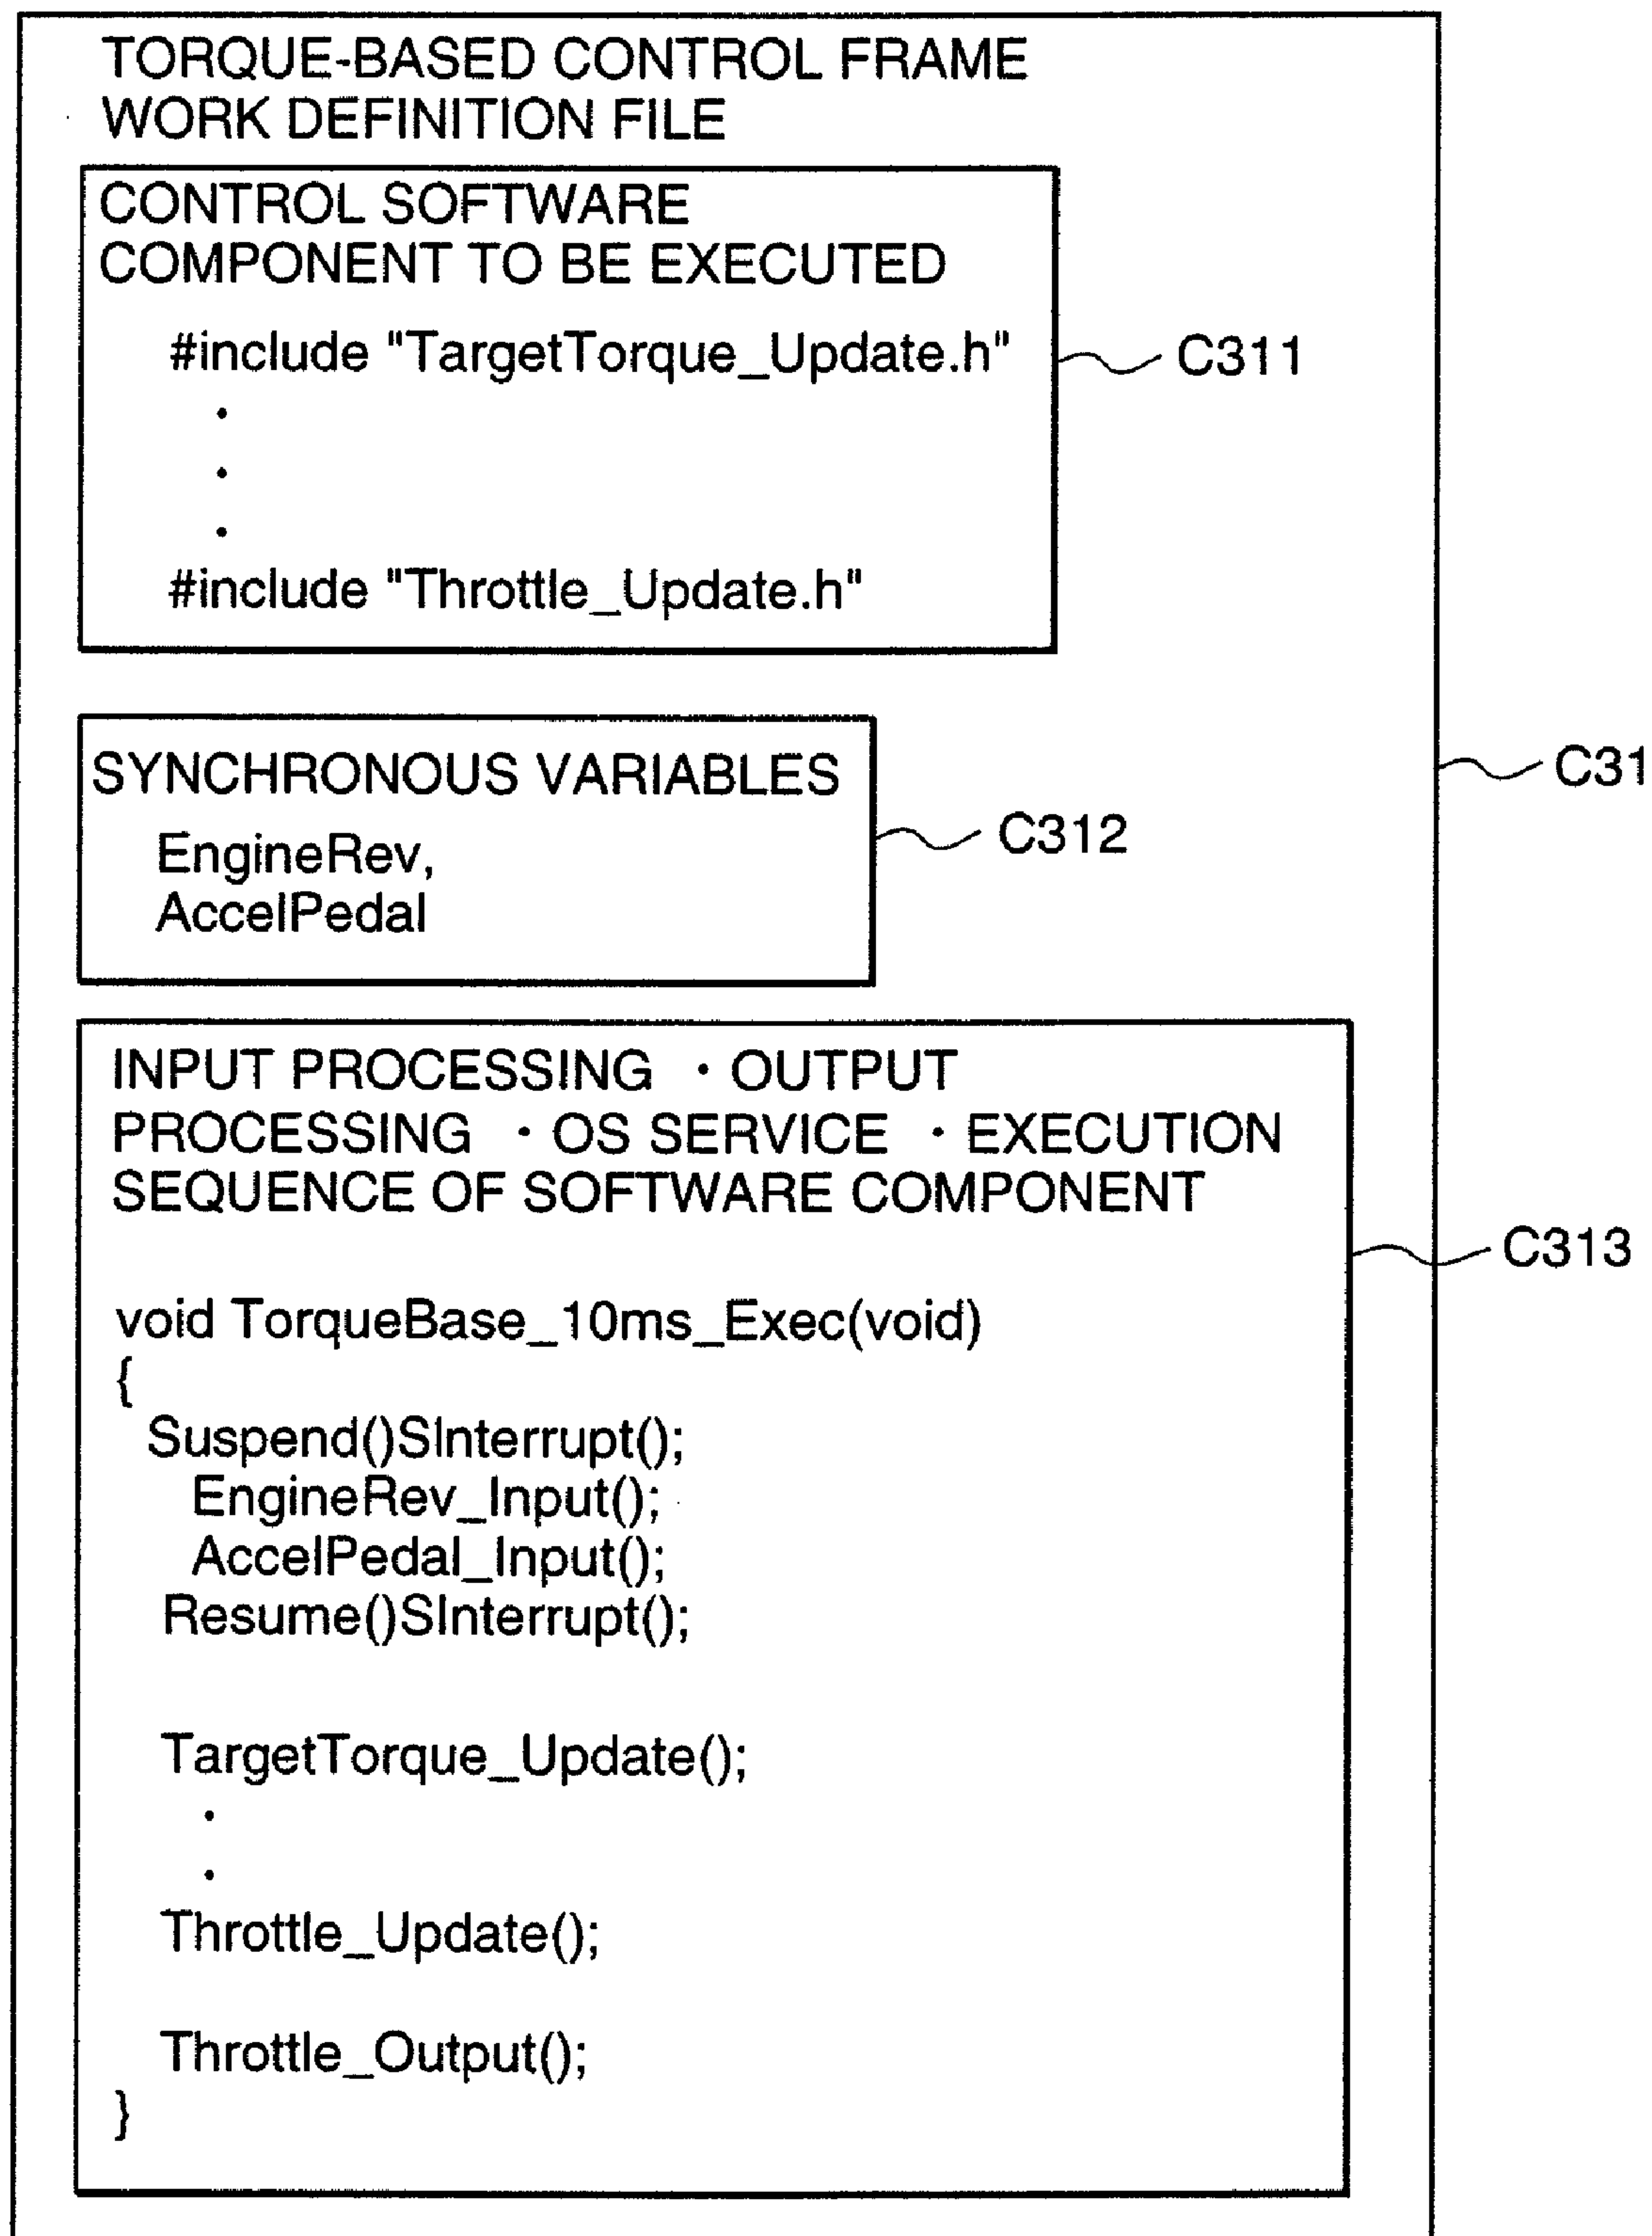 TORQUE-BASED CONTROL FRAME
WORK DEFINITION FILE
CONTROL SOFTWARE
COMPONENT TO BE EXECUTED
#include "TargetTorque_Update.h"
.
.
.
#include "Throttle_Update.h"
C311
SYNCHRONOUS VARIABLES
EngineRev,
AccelPedal
C312
C31
INPUT PROCESSING ・OUTPUT
PROCESSING ・OS SERVICE ・EXECUTION
SEQUENCE OF SOFTWARE COMPONENT
C313
void TorqueBase_10ms_Exec(void)
{
Suspend()SInterrupt();
EngineRev_Input();
AccelPedal_Input();
Resume()SInterrupt();
TargetTorque_Update();
.
.
Throttle_Update();
Throttle_Output();
}